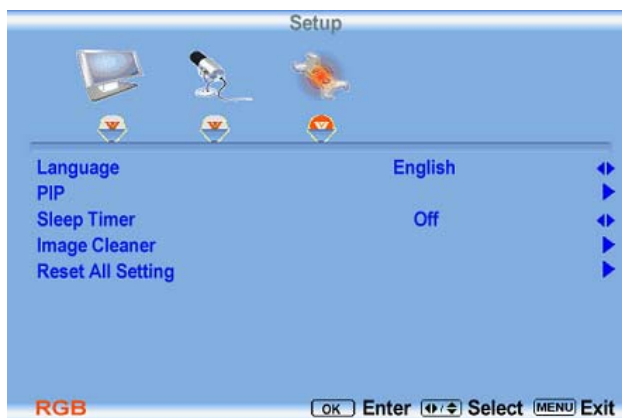 Setup
Language English
PIP
Sleep Timer Off
Image Cleaner
Reset All Setting
RGB OK Enter Select MENU Exit